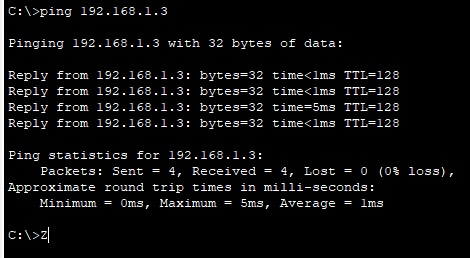 C:\>ping 192.168.1.3
Pinging 192.168.1.3 with 32 bytes of data:
Reply from 192.168.1.3: bytes=32 time<1ms TTL=128
Reply from 192.168.1.3: bytes=32 time<1ms TTL=128
Reply from 192.168.1.3: bytes=32 time=5ms TTL=128
Reply from 192.168.1.3: bytes=32 time<1ms TTL=128
Ping statistics for 192.168.1.3:
Packets: Sent = 4, Received = 4, Lost = 0 (0% loss),
Approximate round trip times in milli-seconds:
Minimum = 0ms, Maximum = 5ms, Average = 1ms
C:\>Z